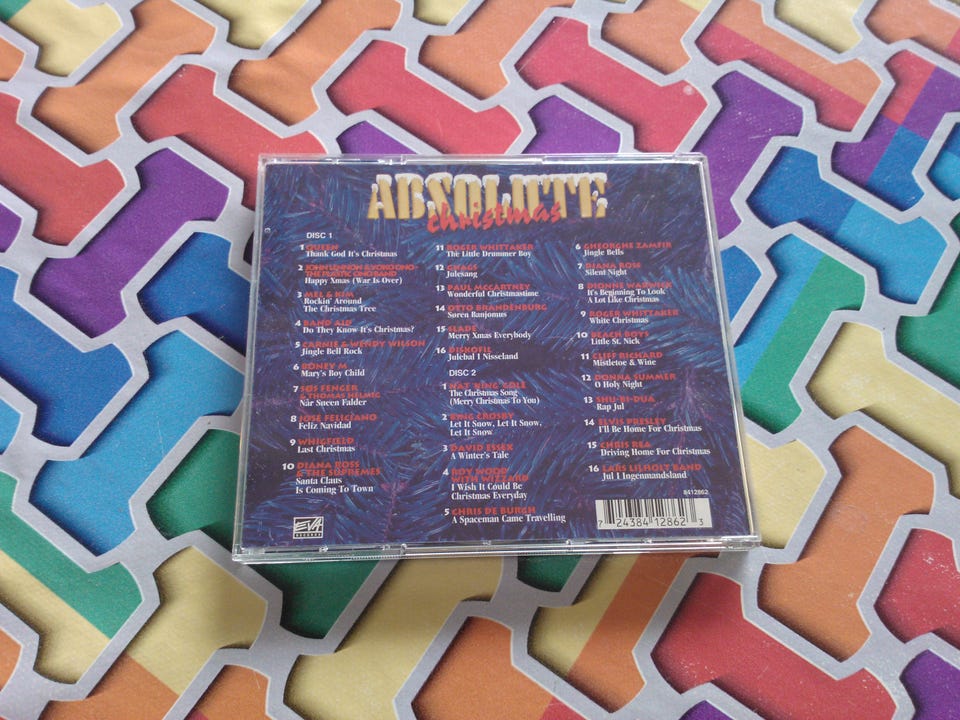 ABSOLUTE
christmas
DISC 1
1 QUEEN
Thank God It's Christmas
2 JOHN LENNON & YOKO ONO -
THE PLASTIC ONO BAND
Happy Xmas (War Is Over)
3 MEL & KIM
Rockin' Around
The Christmas Tree
4 BAND AID
Do They Know It's Christmas?
5 CARNIE & WENDY WILSON
Jingle Bell Rock
6 BONEY M
Mary's Boy Child
7 SØS FENGER
& THOMAS HELMIG
Når Sneen Falder
8 JOSE FELICIANO
Feliz Navidad
9 WHIGFIELD
Last Christmas
10 DIANA ROSS
& THE SUPREMES
Santa Claus
Is Coming To Town
11 ROGER WHITTAKER
The Little Drummer Boy
12 GNAGS
Julesang
13 PAUL McCARTNEY
Wonderful Christmastime
14 OTTO BRANDENBURG
Søren Banjomus
15 SLADE
Merry Xmas Everybody
16 DISKOFIL
Julebal I Nisseland
DISC 2
1 NAT 'KING' COLE
The Christmas Song
(Merry Christmas To You)
2 BING CROSBY
Let It Snow, Let It Snow,
Let It Snow
3 DAVID ESSEX
A Winter's Tale
4 ROY WOOD
WITH WIZZARD
I Wish It Could Be
Christmas Everyday
5 CHRIS DE BURGH
A Spaceman Came Travelling
6 GHEORGHE ZAMFIR
Jingle Bells
7 DIANA ROSS
Silent Night
8 DIONNE WARWICK
It's Beginning To Look
A Lot Like Christmas
9 ROGER WHITTAKER
White Christmas
10 BEACH BOYS
Little St. Nick
11 CLIFF RICHARD
Mistletoe & Wine
12 DONNA SUMMER
O Holy Night
13 SHU-BI-DUA
Rap Jul
14 ELVIS PRESLEY
I'll Be Home For Christmas
15 CHRIS REA
Driving Home For Christmas
16 LARS LILHOLT BAND
Jul I Ingenmandsland
EVA
RECORDS
8412862
7 24384 12862 3